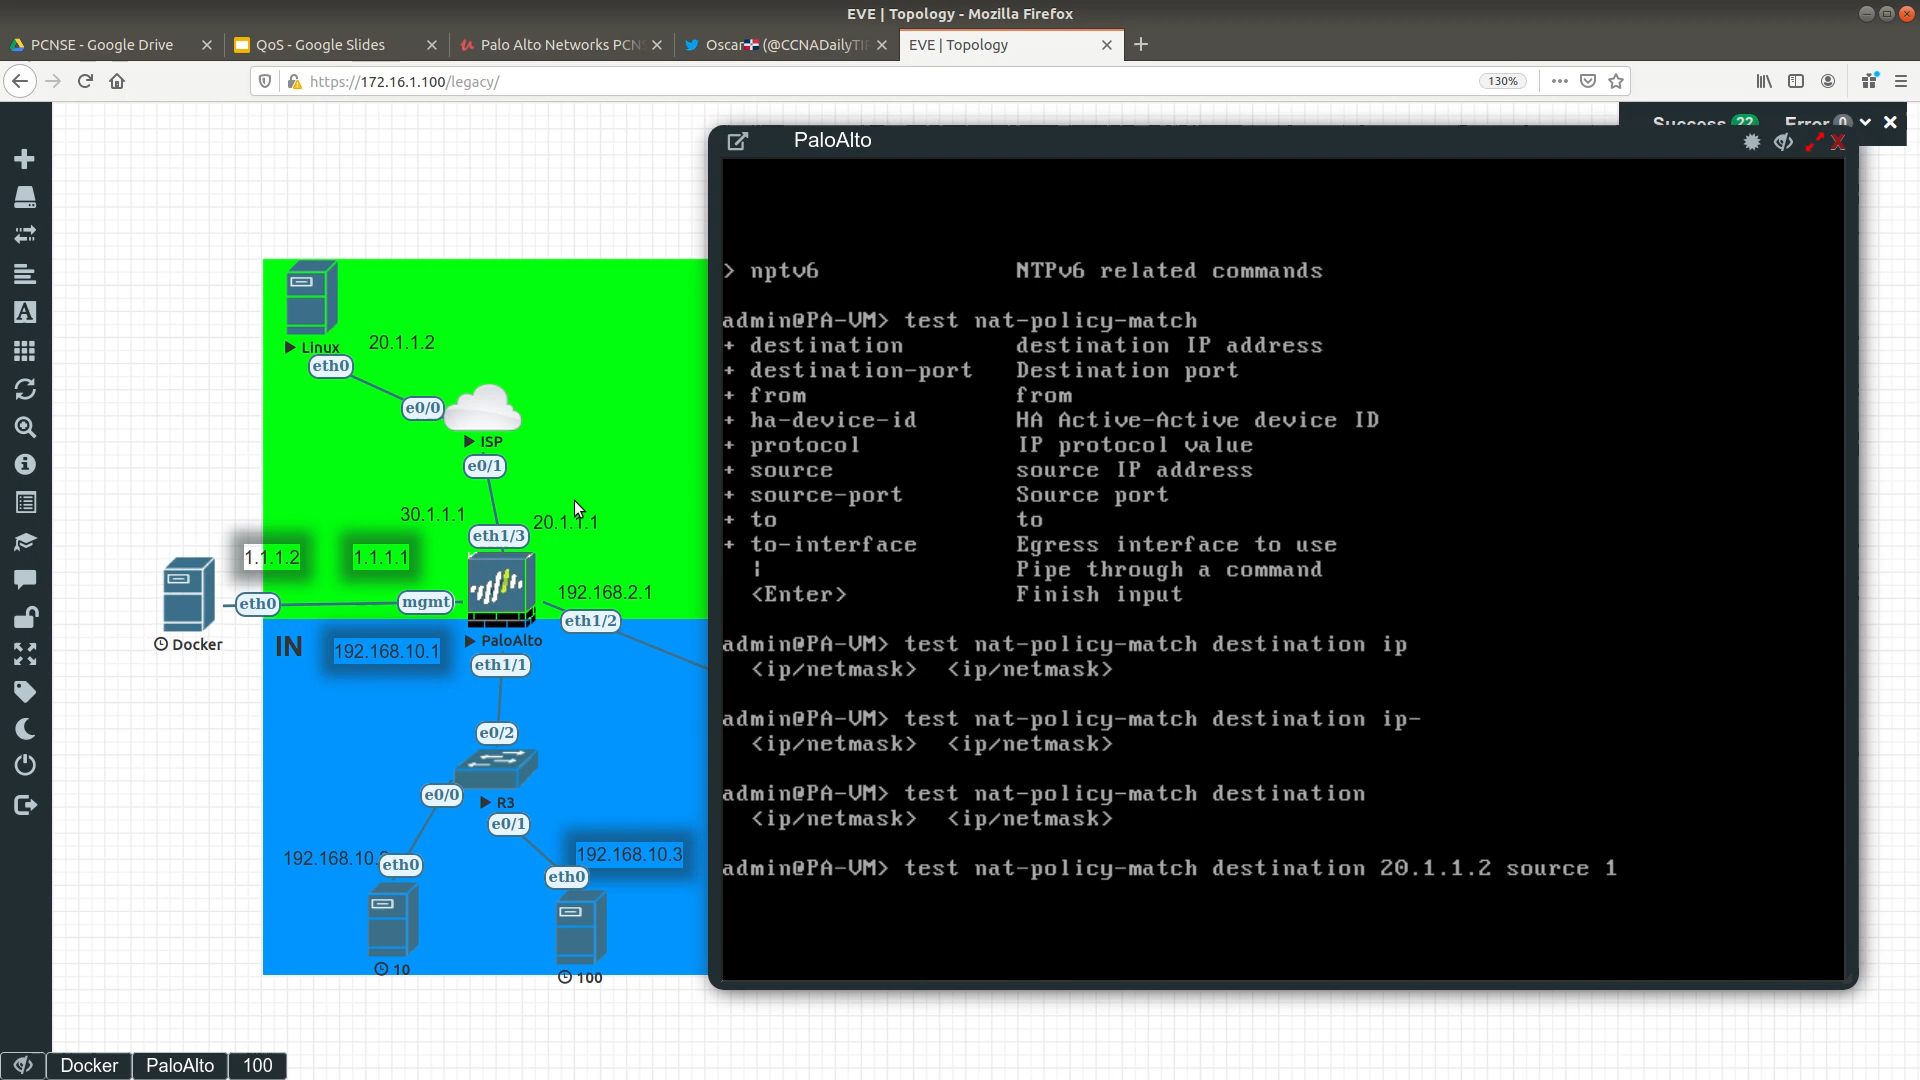 EVE | Topology - Mozilla Firefox
PCNSE - Google Drive
QoS - Google Slides
Palo Alto Networks PCN
Oscar (@CCNADailyTI
EVE | Topology
https://172.16.1.100/legacy/
130%
Success 22 Error 0
PaloAlto
X
> nptv6 NTPv6 related commands
admin@PA-VM> test nat-policy-match
+ destination destination IP address
+ destination-port Destination port
+ from from
+ ha-device-id HA Active-Active device ID
+ protocol IP protocol value
+ source source IP address
+ source-port Source port
+ to to
+ to-interface Egress interface to use
| Pipe through a command
<Enter> Finish input
admin@PA-VM> test nat-policy-match destination ip
<ip/netmask> <ip/netmask>
admin@PA-VM> test nat-policy-match destination ip-
<ip/netmask> <ip/netmask>
admin@PA-VM> test nat-policy-match destination
<ip/netmask> <ip/netmask>
admin@PA-VM> test nat-policy-match destination 20.1.1.2 source 1
20.1.1.2
Linux
eth0
e0/0
ISP
e0/1
30.1.1.1
20.1.1.1
eth1/3
1.1.1.2
1.1.1.1
192.168.2.1
eth0
mgmt
eth1/2
Docker
PaloAlto
IN
192.168.10.1
eth1/1
e0/2
e0/0
R3
e0/1
192.168.10.
eth0
192.168.10.3
eth0
10
100
Docker
PaloAlto
100